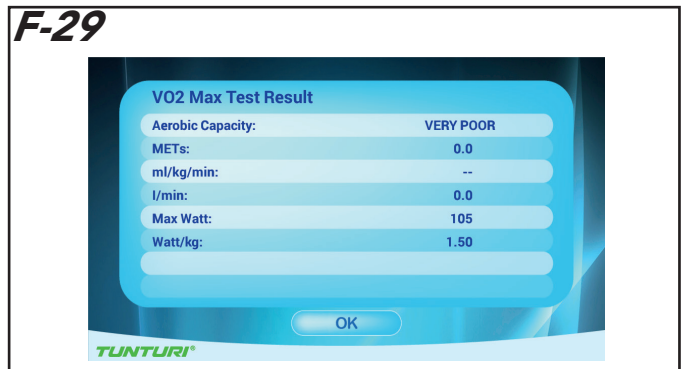 F-29
VO2 Max Test Result
Aerobic Capacity: VERY POOR
METs: 0.0
ml/kg/min: --
l/min: 0.0
Max Watt: 105
Watt/kg: 1.50
OK
TUNTURI®